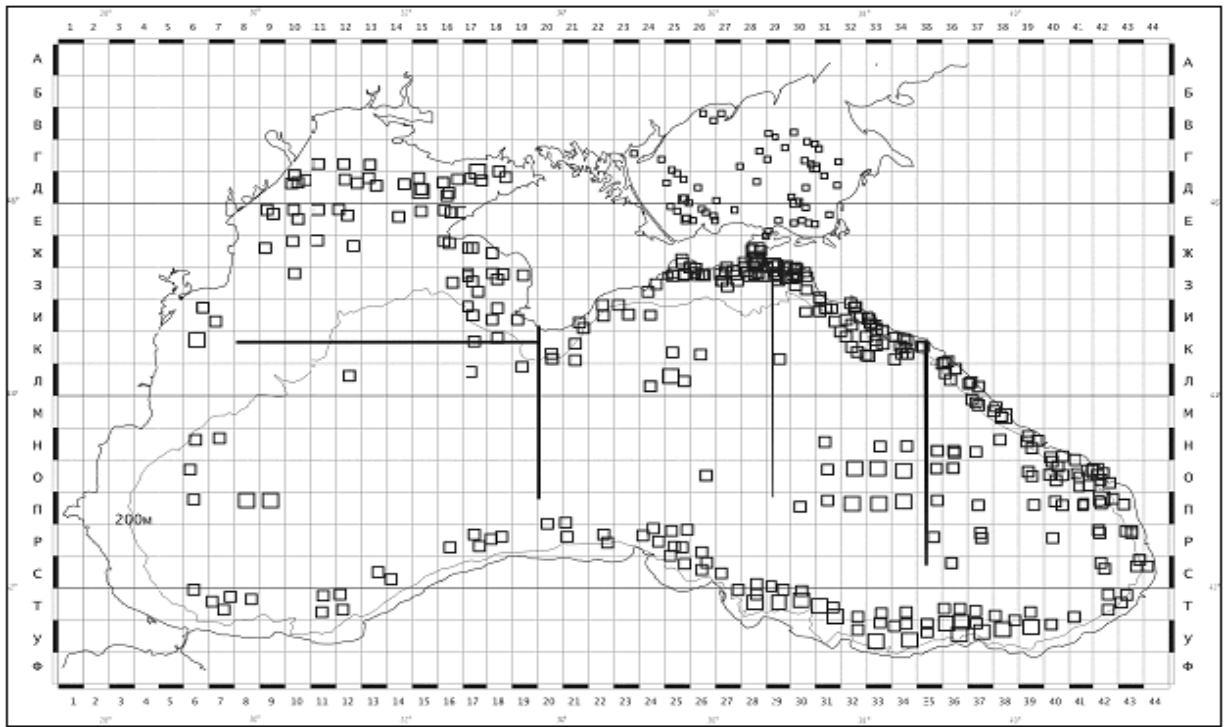 1 2 3 4 5 6 7 8 9 10 11 12 13 14 15 16 17 18 19 20 21 22 23 24 25 26 27 28 29 30 31 32 33 34 35 36 37 38 39 40 41 42 43 44
А А
Б Б
В В
Г Г
Д Д
Е Е
Ж Ж
З З
И И
К К
Л Л
М М
Н Н
О О
П П
200м
Р Р
С С
Т Т
У У
Ф Ф
1 2 3 4 5 6 7 8 9 10 11 12 13 14 15 16 17 18 19 20 21 22 23 24 25 26 27 28 29 30 31 32 33 34 35 36 37 38 39 40 41 42 43 44